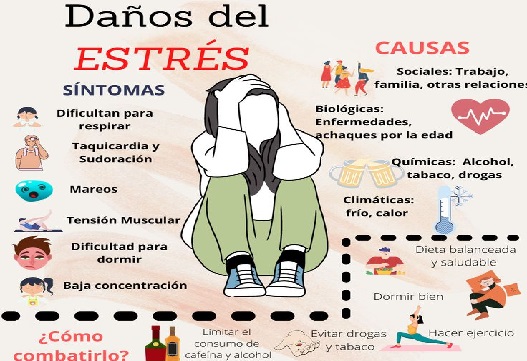 Daños del
ESTRÉS
SÍNTOMAS
Dificultan para
respirar
Taquicardia y
Sudoración
Mareos
Tensión Muscular
Dificultad para
dormir
Baja concentración
CAUSAS
Sociales: Trabajo,
familia, otras relaciones
Biológicas:
Enfermedades,
achaques por la edad
Químicas: Alcohol,
tabaco, drogas
Climáticas:
frío, calor
¿Cómo
combatirlo?
Limitar el
consumo de
cafeína y alcohol
Evitar drogas
y tabaco
Dieta balanceada
y saludable
Dormir bien
Hacer ejercicio